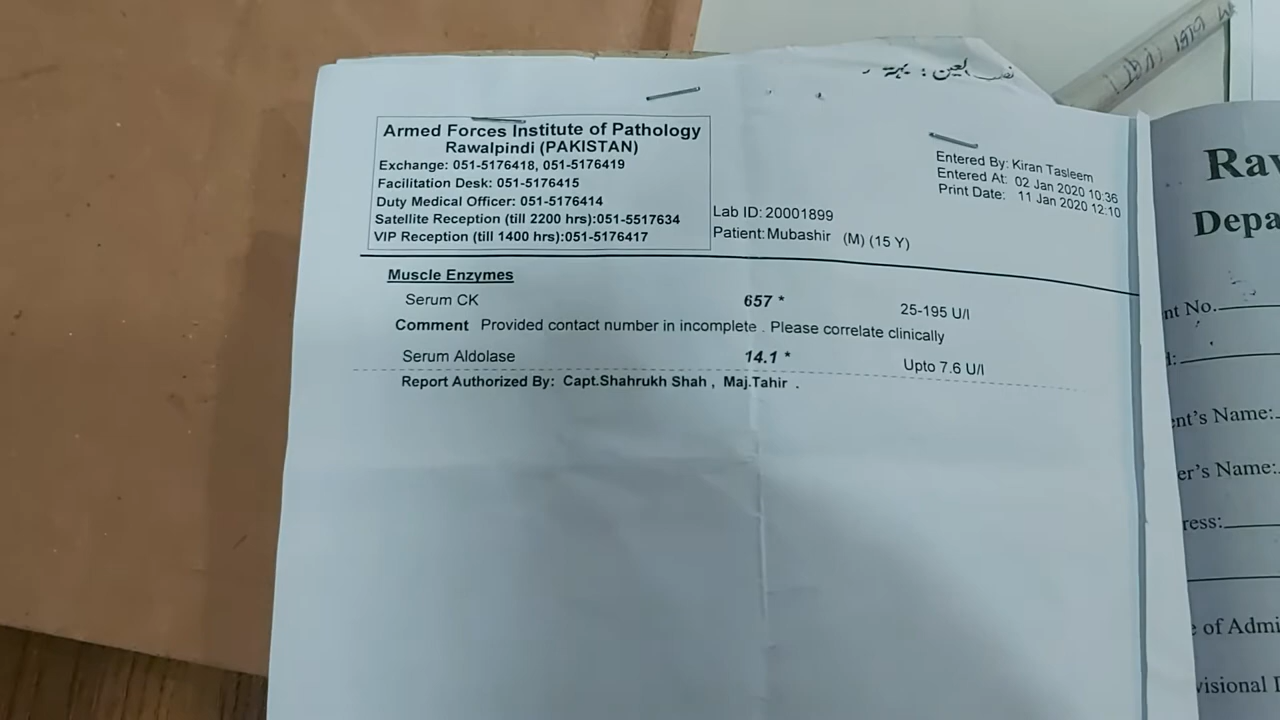 نصب العین : بہتر
Armed Forces Institute of Pathology
Rawalpindi (PAKISTAN)
Exchange: 051-5176418, 051-5176419
Facilitation Desk: 051-5176415
Duty Medical Officer: 051-5176414
Satellite Reception (till 2200 hrs):051-5517634
VIP Reception (till 1400 hrs):051-5176417
Lab ID: 20001899
Patient: Mubashir (M) (15 Y)
Entered By: Kiran Tasleem
Entered At: 02 Jan 2020 10:36
Print Date: 11 Jan 2020 12:10
Muscle Enzymes
Serum CK 657 * 25-195 U/l
Comment Provided contact number in incomplete . Please correlate clinically
Serum Aldolase 14.1 * Upto 7.6 U/l
Report Authorized By: Capt.Shahrukh Shah , Maj.Tahir .
Rav
Depa
nt No.
d:
ent's Name:
er's Name:
ress:
e of Admi
visional D